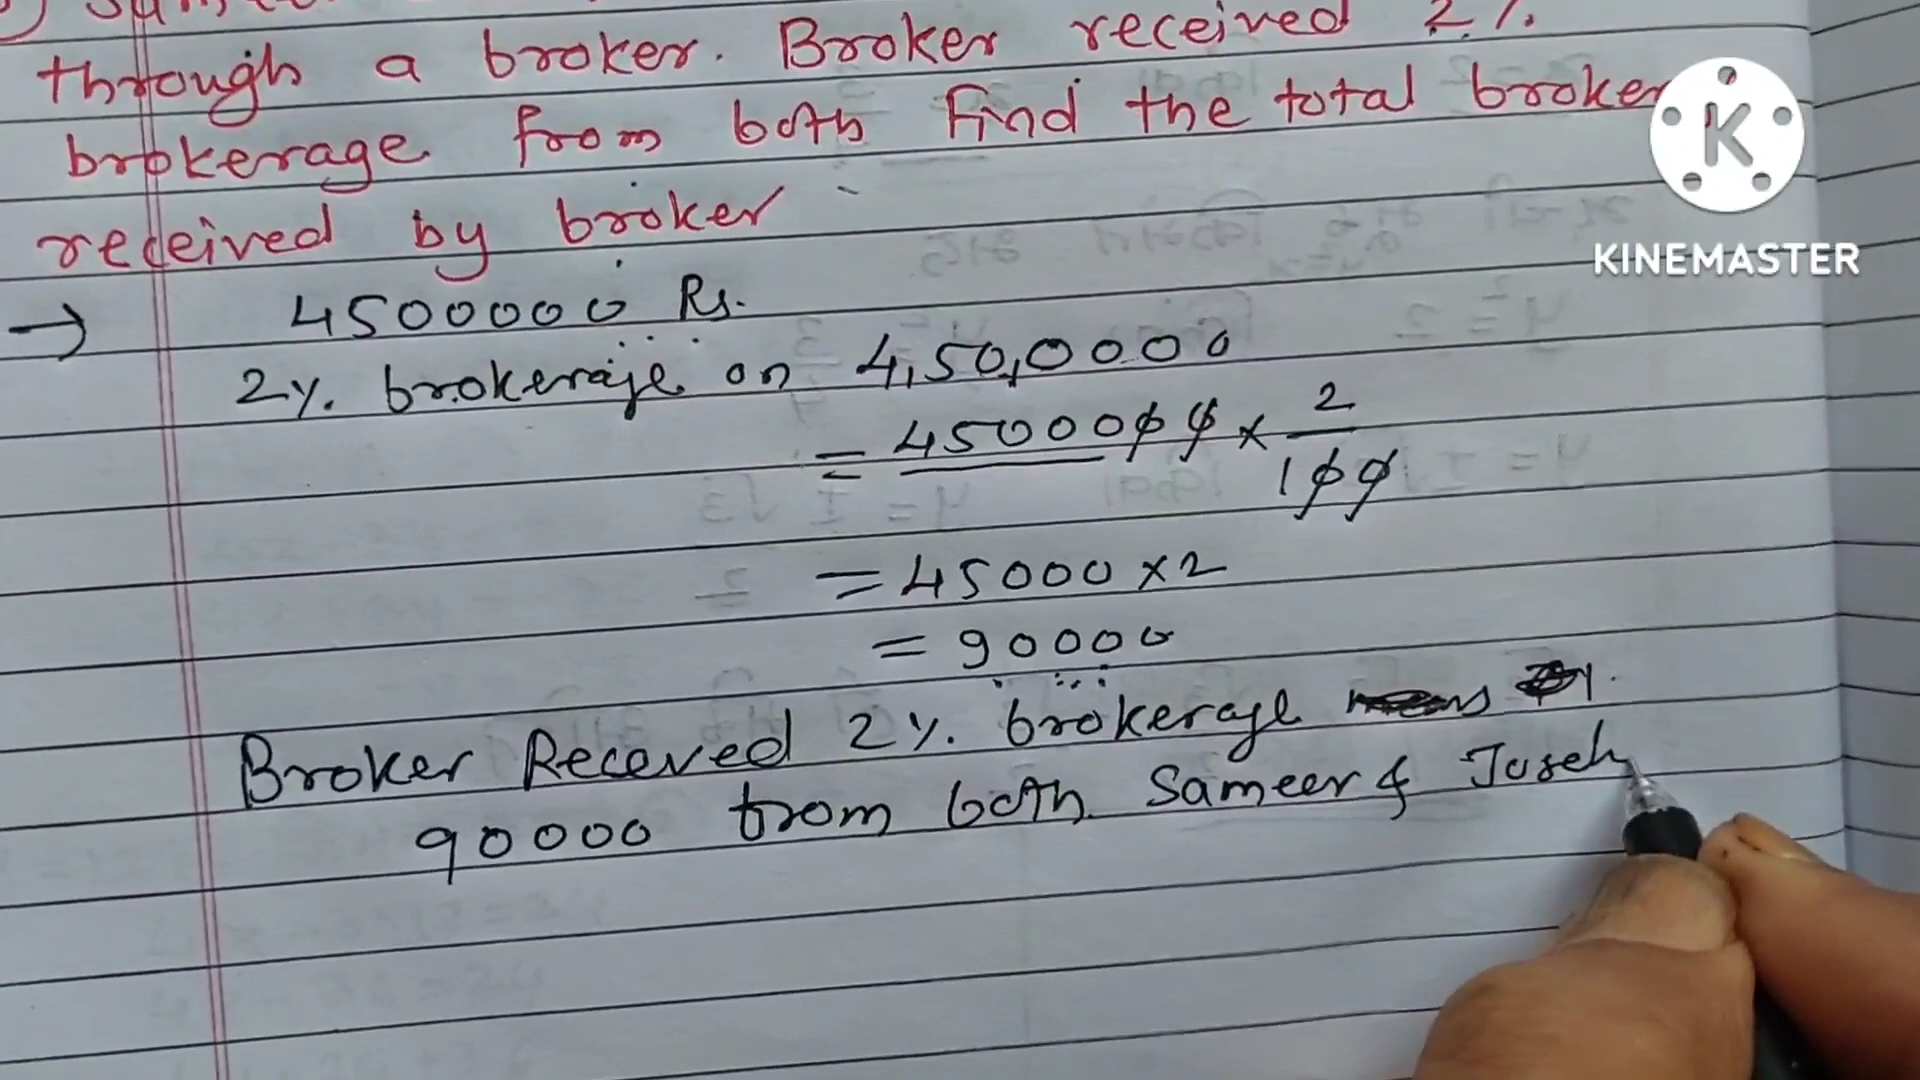 through a broker. Broker received 2%.
brokerage from both Find the total broker
received by broker
→ 4500000 Rs.
2%. brokeraje on 4,50,0000
= 4500000 × 2/100
= 45000 × 2
= 90000
Broker Receved 2%. brokerage
90000 from both Sameer & Joseh
K
KINEMASTER